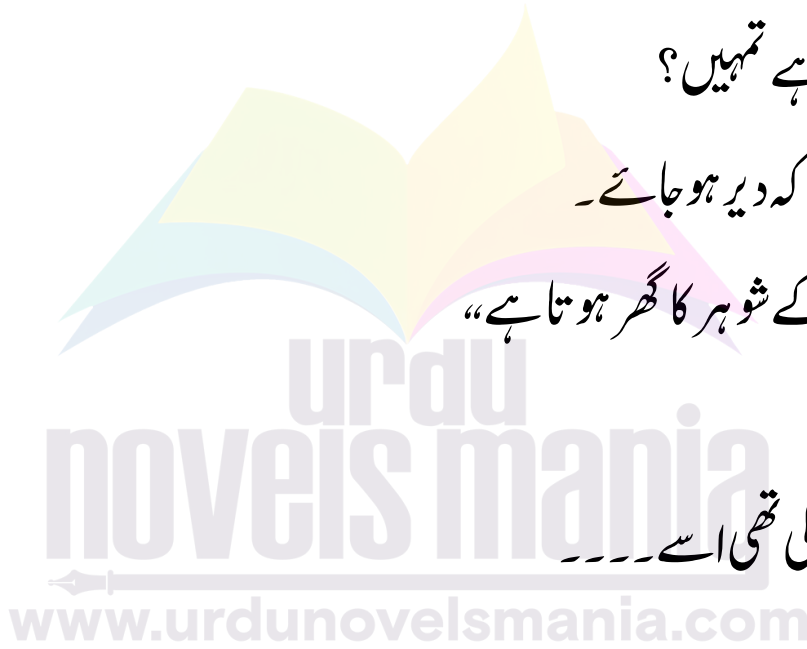 ہے تمہیں؟
کہ دیر ہو جائے۔
کے شوہر کا گھر ہوتا ہے،،
urdu
novels mania
تھی اسے۔۔۔۔
www.urdunovelsmania.com